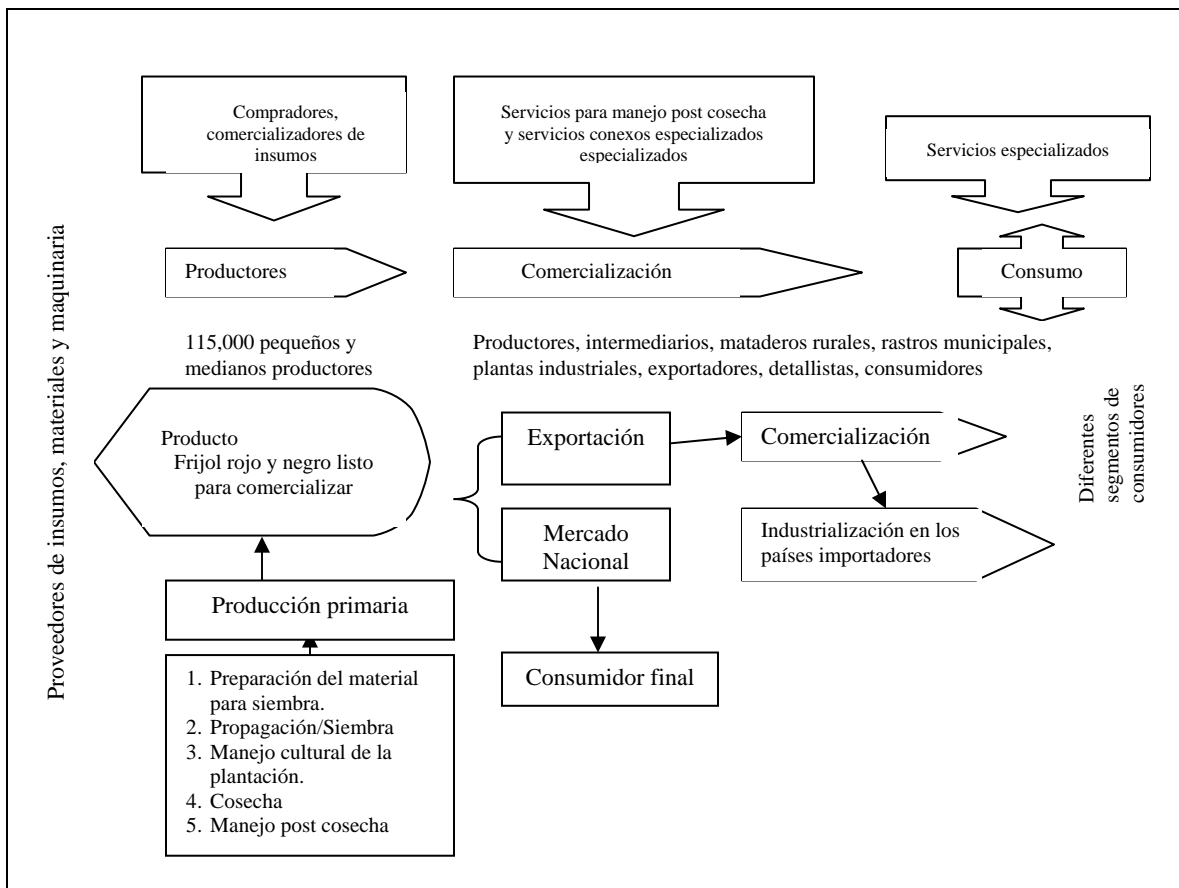 Compradores,
comercializadores de
insumos
Servicios para manejo post cosecha
y servicios conexos especializados
especializados
Servicios especializados
Proveedores de insumos, materiales y maquinaria
Productores
Comercialización
Consumo
115,000 pequeños y
medianos productores
Productores, intermediarios, mataderos rurales, rastros municipales,
plantas industriales, exportadores, detallistas, consumidores
Producto
Frijol rojo y negro listo
para comercializar
Exportación
Comercialización
Diferentes
segmentos de
consumidores
Mercado
Nacional
Industrialización en los
países importadores
Producción primaria
Consumidor final
1. Preparación del material
para siembra.
2. Propagación/Siembra
3. Manejo cultural de la
plantación.
4. Cosecha
5. Manejo post cosecha